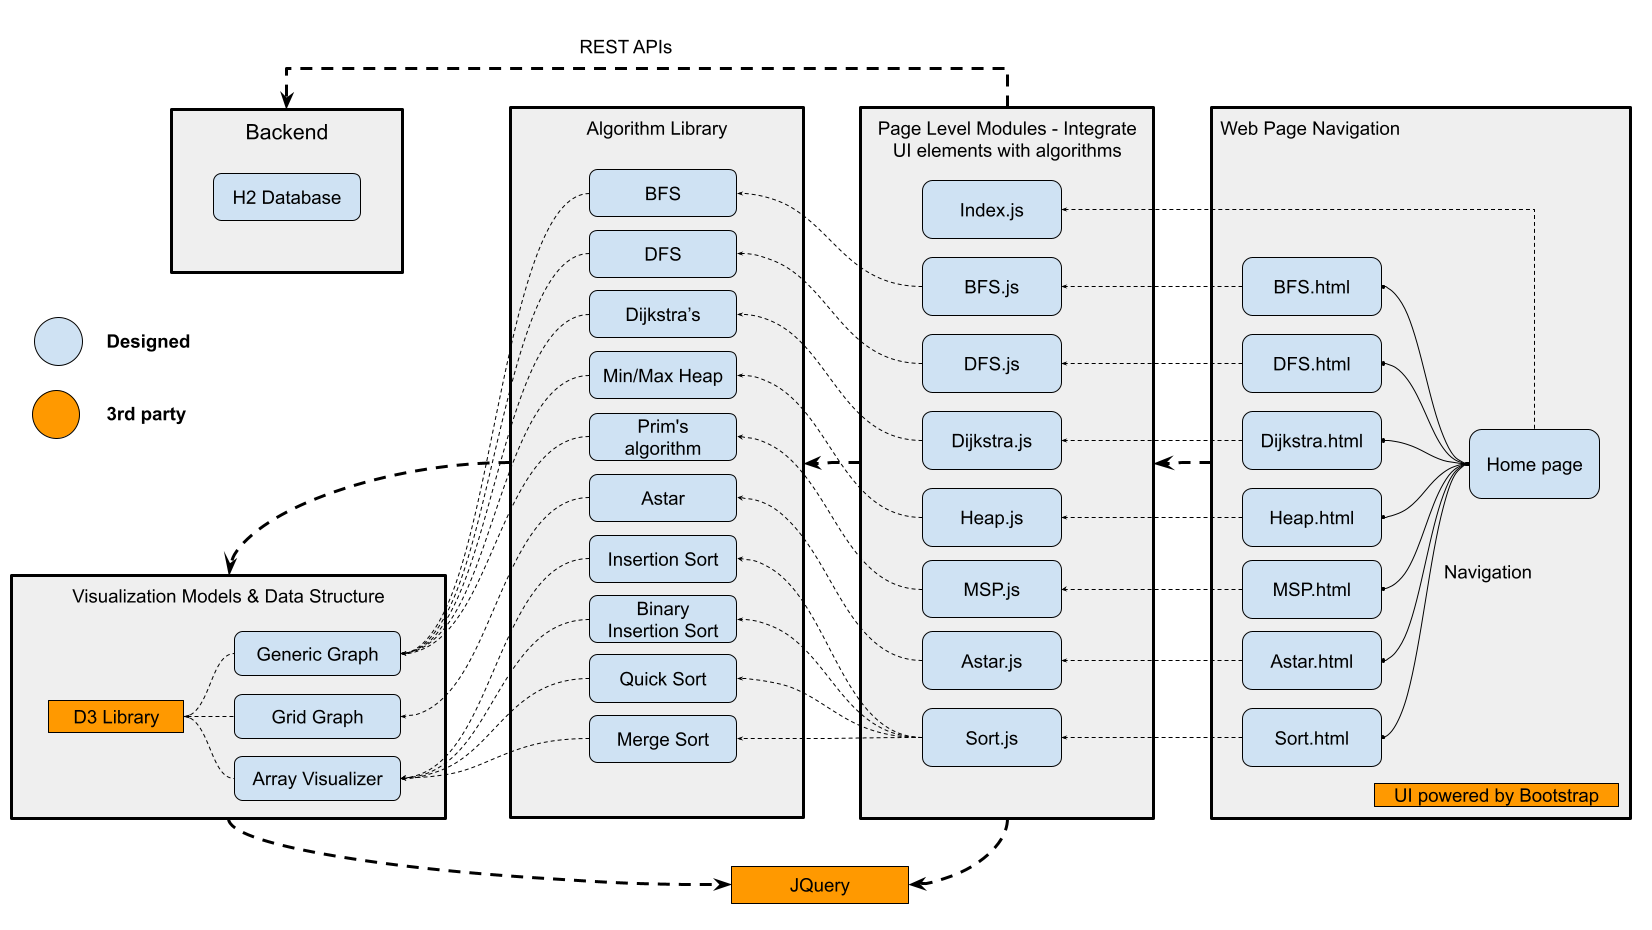 REST APIs
Backend
H2 Database
Designed
3rd party
Algorithm Library
BFS
DFS
Dijkstra’s
Min/Max Heap
Prim's
algorithm
Astar
Insertion Sort
Binary
Insertion Sort
Quick Sort
Merge Sort
Page Level Modules - Integrate
UI elements with algorithms
Index.js
BFS.js
DFS.js
Dijkstra.js
Heap.js
MSP.js
Astar.js
Sort.js
Web Page Navigation
BFS.html
DFS.html
Dijkstra.html
Heap.html
MSP.html
Astar.html
Sort.html
Home page
Navigation
UI powered by Bootstrap
Visualization Models & Data Structure
Generic Graph
D3 Library
Grid Graph
Array Visualizer
JQuery